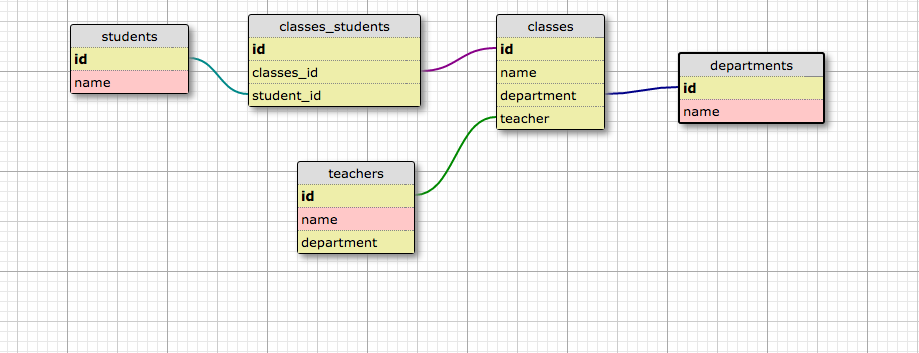 students
id
name
classes_students
id
classes_id
student_id
classes
id
name
department
teacher
departments
id
name
teachers
id
name
department